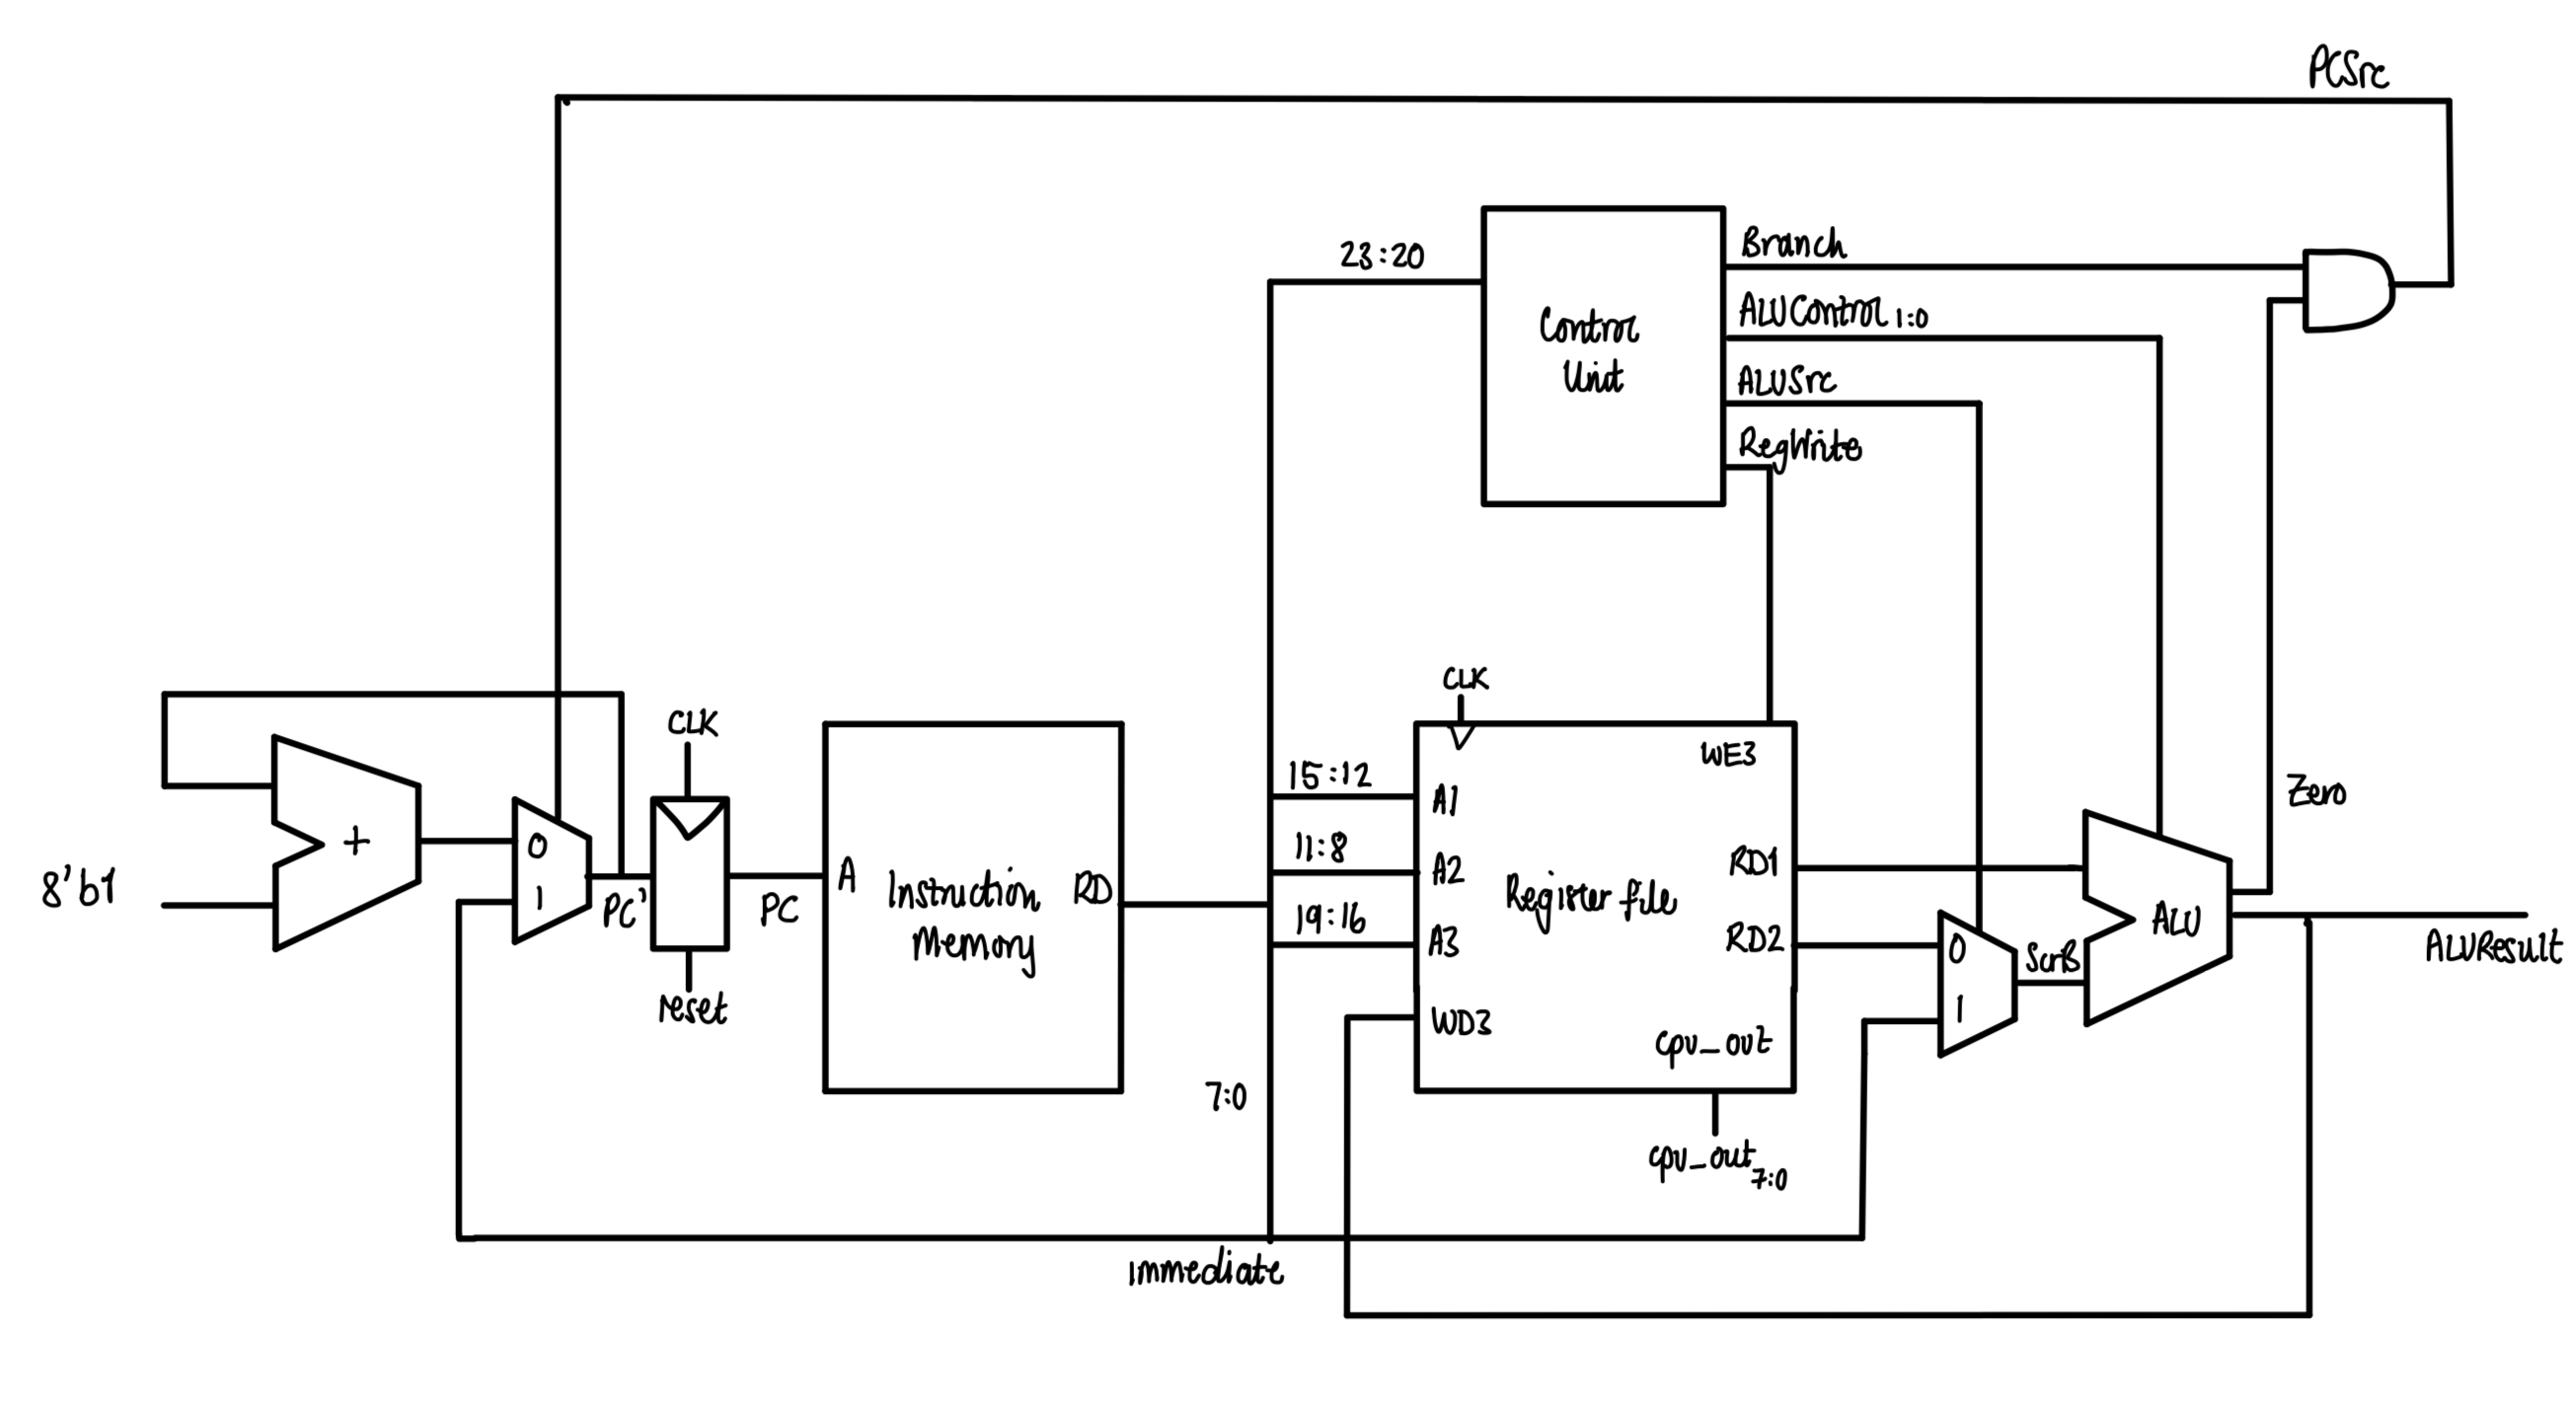 PCSrc
23:20
Control
Unit
Branch
ALUControl 1:0
ALUSrc
RegWrite
CLK
CLK
WE3
8'b1
+
0
1
PC'
reset
PC
A
Instruction
Memory
RD
15:12
A1
11:8
A2
19:16
A3
WD3
Register file
RD1
RD2
cpu_out
cpu_out 7:0
7:0
immediate
0
1
ScrB
ALU
Zero
ALUResult